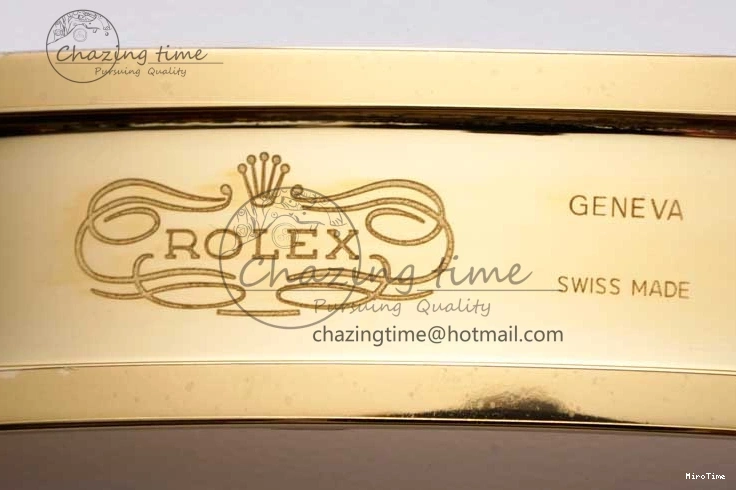 Chazing time
Pursuing Quality
ROLEX
GENEVA
SWISS MADE
Chazing time
Pursuing Quality
chazingtime@hotmail.com
MiroTime